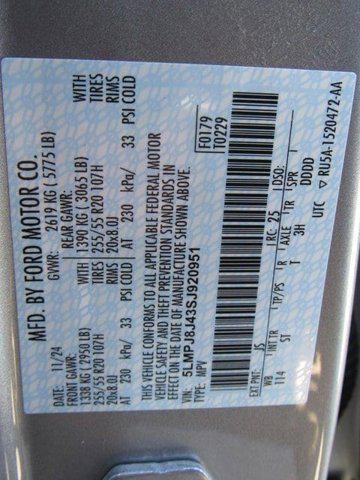 MFD. BY FORD MOTOR CO.
11/24 GVWR: 2619 KG ( 5775 LB)
FRONT GAWR: REAR GAWR:
1338 KG (2950 LB) 1390 KG ( 3065 LB) WITH
255/55 R20 107H 255/55 R20 107H TIRES
20x8.0J RIMS 20x8.0J RIMS
AT 230 kPa/ 33 PSI COLD AT 230 kPa/ 33 PSI COLD
THIS VEHICLE CONFORMS TO ALL APPLICABLE FEDERAL MOTOR
VEHICLE SAFETY AND THEFT PREVENTION STANDARDS IN EFFECT
ON THE DATE OF MANUFACTURE SHOWN ABOVE.
VIN: 5LMPJ8J43SJ920951 F0179
TYPE: MPV T0229
EXT PNT: JS RC: 25 DSO:
WB INT TR TP/PS R AXLE TR SPR
114 ST T 3H DDDD
UTC ▽ RU5A-1520472-AA